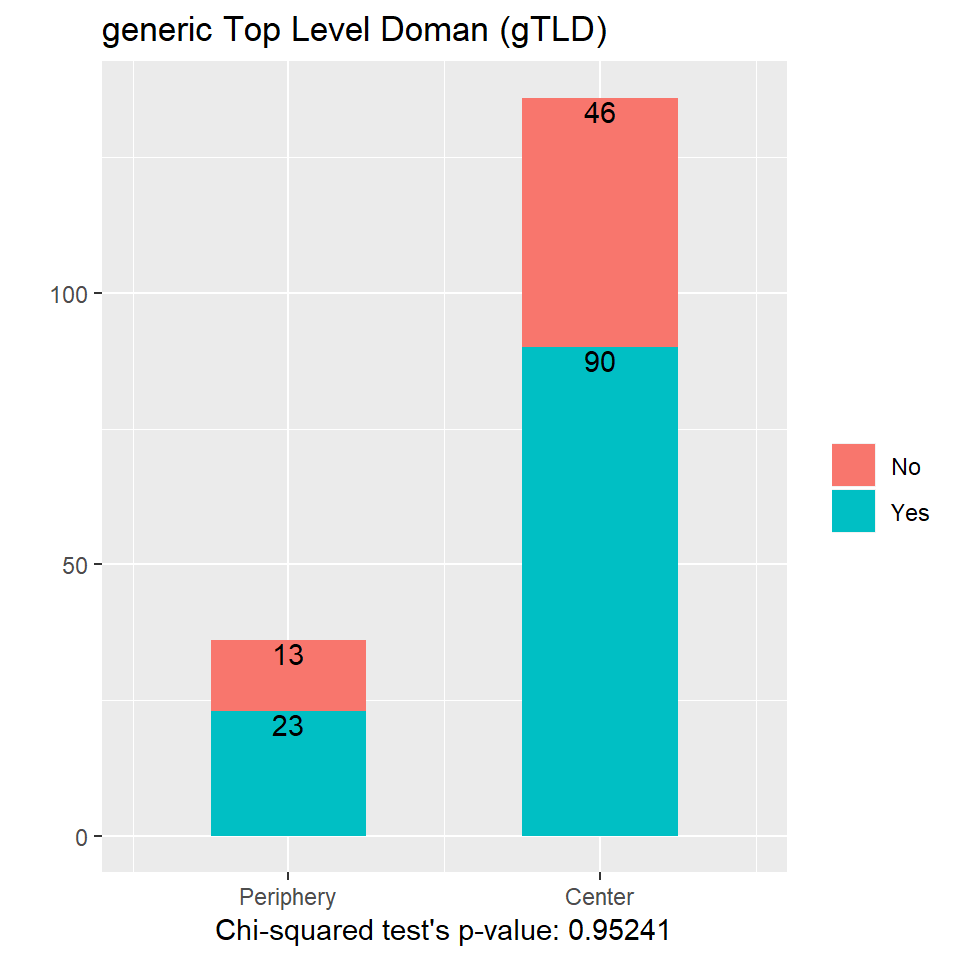 generic Top Level Doman (gTLD)
46
100
90
No
Yes
50
13
23
0
Periphery Center
Chi-squared test's p-value: 0.95241